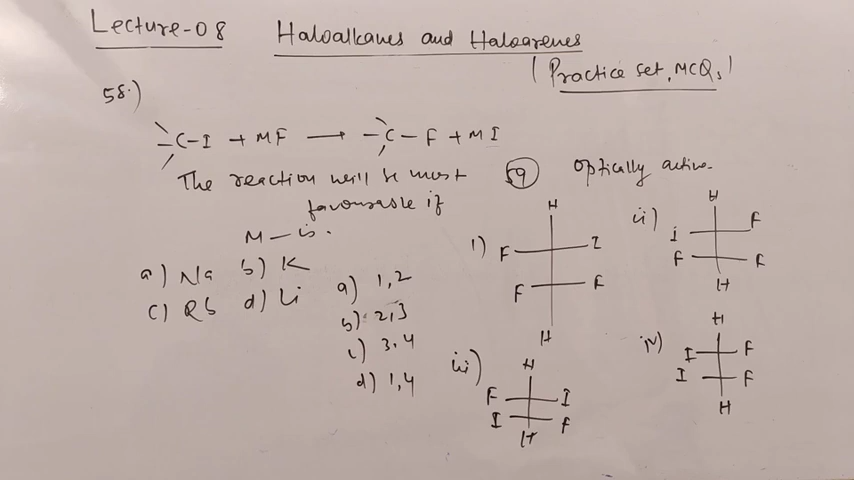 Lecture-08 Haloalkanes and Haloarenes
(Practice set, MCQs)
58.)
-C-I + MF → -C-F + MI
The reaction will be most
favourable if
M - is.
a) Na b) K
c) Rb d) Li
59 Optically active.
a) 1,2
b) 2,3
c) 3,4
d) 1,4
i)
H
F I
F F
H
ii)
H
I F
F F
H
iii)
H
F I
I F
H
iv)
H
I F
I F
H